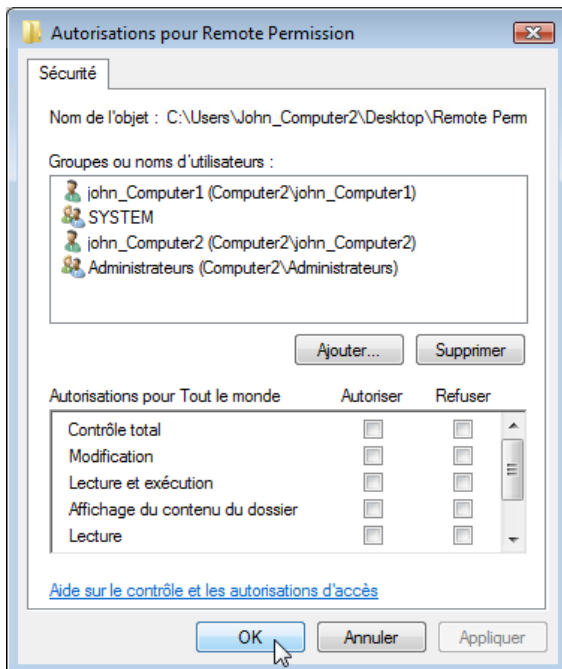 Autorisations pour Remote Permission
Sécurité
Nom de l'objet : C:\Users\John_Computer2\Desktop\Remote Perm
Groupes ou noms d'utilisateurs :
john_Computer1 (Computer2\john_Computer1)
SYSTEM
john_Computer2 (Computer2\john_Computer2)
Administrateurs (Computer2\Administrateurs)
Ajouter... Supprimer
Autorisations pour Tout le monde Autoriser Refuser
Contrôle total
Modification
Lecture et exécution
Affichage du contenu du dossier
Lecture
Aide sur le contrôle et les autorisations d'accès
OK Annuler Appliquer